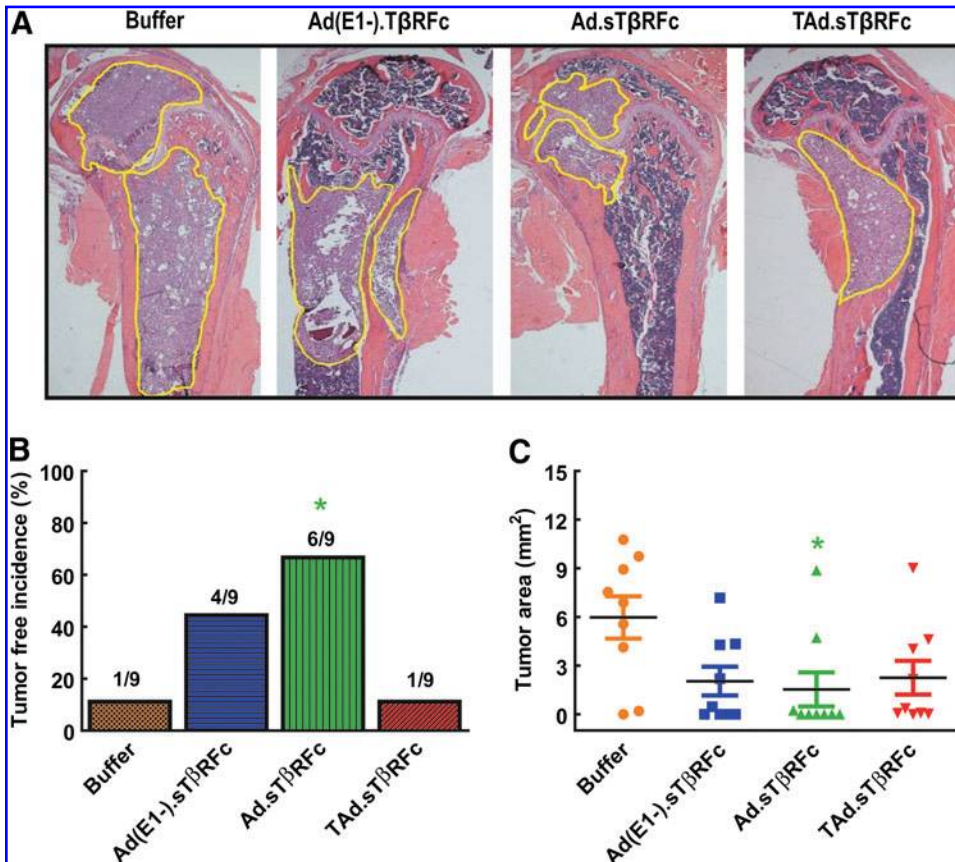 A
Buffer Ad(E1-).TβRFc Ad.sTβRFc TAd.sTβRFc
B
Tumor free incidence (%)
100
80
60
40
20
0
1/9
4/9
*
6/9
1/9
Buffer
Ad(E1-).sTβRFc
Ad.sTβRFc
TAd.sTβRFc
C
Tumor area (mm²)
15
12
9
6
3
0
*
Buffer
Ad(E1-).sTβRFc
Ad.sTβRFc
TAd.sTβRFc